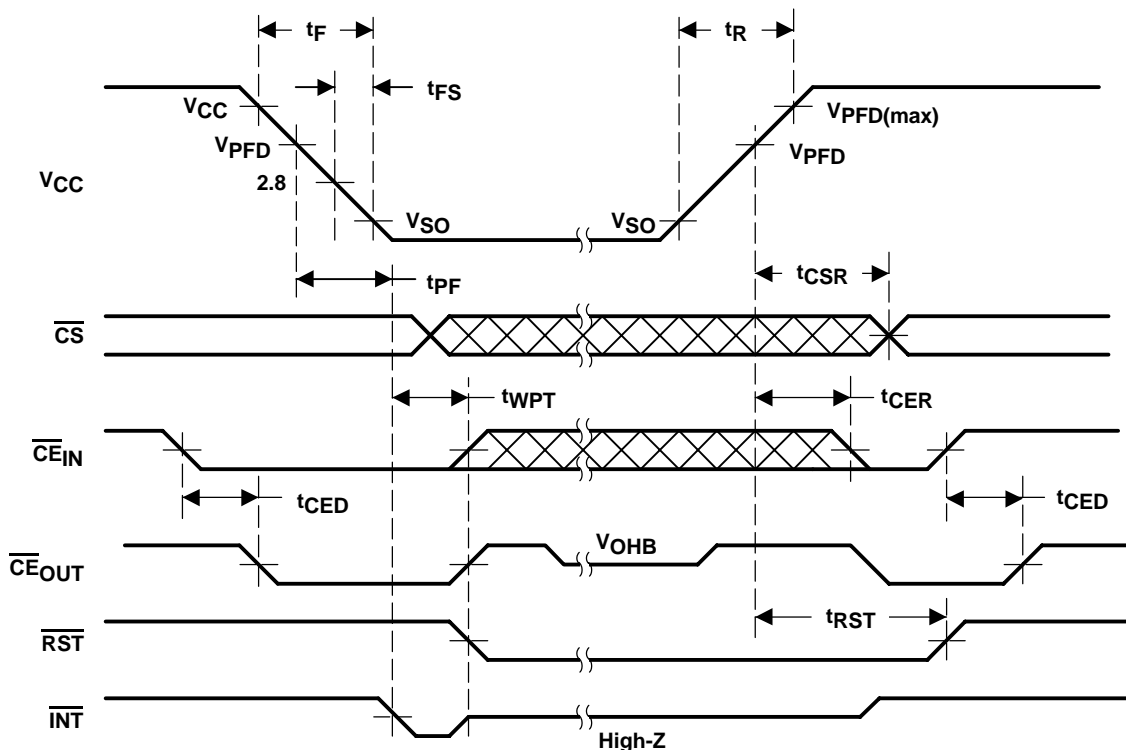 tF
tR
tFS
VCC
VPFD(max)
VPFD
VPFD
2.8
VCC
VSO
VSO
tCSR
tPF
CS
tWPT
tCER
CEIN
tCED
tCED
VOHB
CEOUT
tRST
RST
INT
High-Z